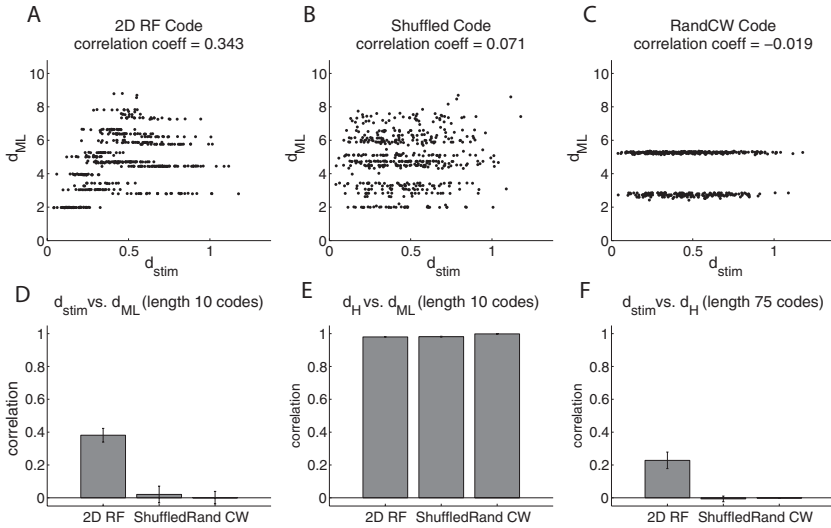 A
2D RF Code
correlation coeff = 0.343
10
8
6
4
2
0
d_ML
0
0.5
1
d_stim
B
Shuffled Code
correlation coeff = 0.071
10
8
6
4
2
0
d_ML
0
0.5
1
d_stim
C
RandCW Code
correlation coeff = −0.019
10
8
6
4
2
0
d_ML
0
0.5
1
d_stim
D
d_stim vs. d_ML (length 10 codes)
1
0.8
0.6
0.4
0.2
0
correlation
2D RF ShuffledRand CW
E
d_H vs. d_ML (length 10 codes)
1
0.8
0.6
0.4
0.2
0
correlation
2D RF ShuffledRand CW
F
d_stim vs. d_H (length 75 codes)
1
0.8
0.6
0.4
0.2
0
correlation
2D RF ShuffledRand CW